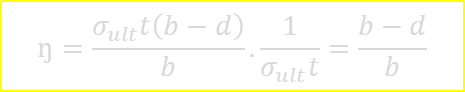 ŋ = σ_ult t(b − d) / b . 1 / σ_ult t = b − d / b